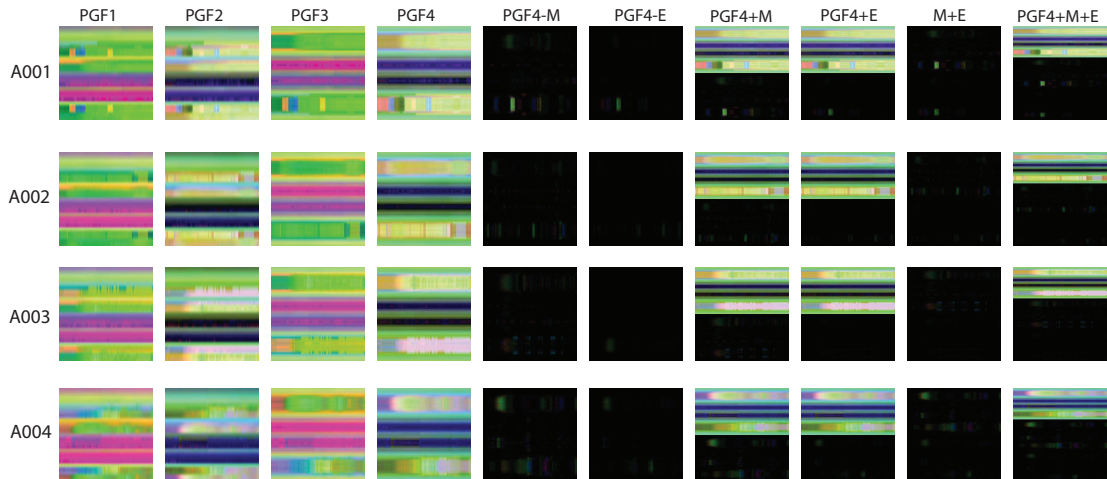 PGF1 PGF2 PGF3 PGF4 PGF4-M PGF4-E PGF4+M PGF4+E M+E PGF4+M+E
A001
A002
A003
A004